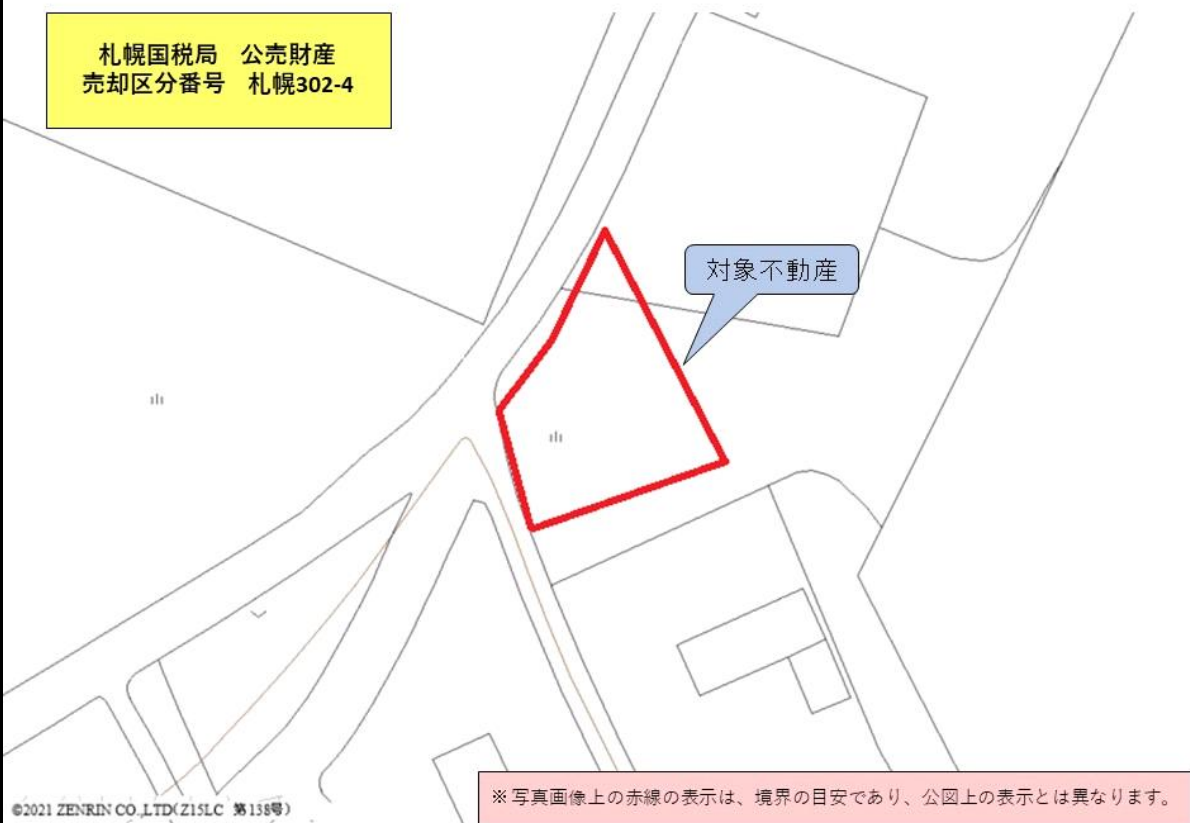 札幌国税局　公売財産
売却区分番号　札幌302-4
対象不動産
※写真画像上の赤線の表示は、境界の目安であり、公図上の表示とは異なります。
©2021 ZENRIN CO.,LTD(Z15LC 第138号)